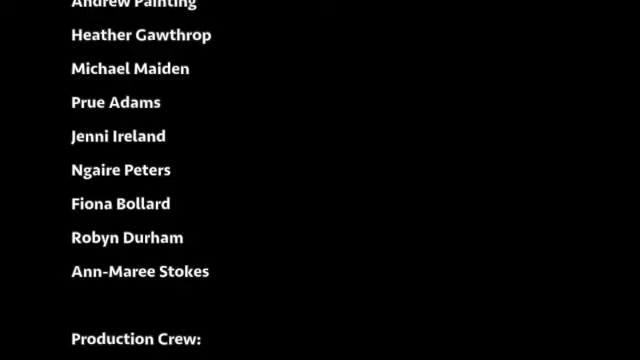 Andrew Painting
Heather Gawthrop
Michael Maiden
Prue Adams
Jenni Ireland
Ngaire Peters
Fiona Bollard
Robyn Durham
Ann-Maree Stokes
Production Crew: